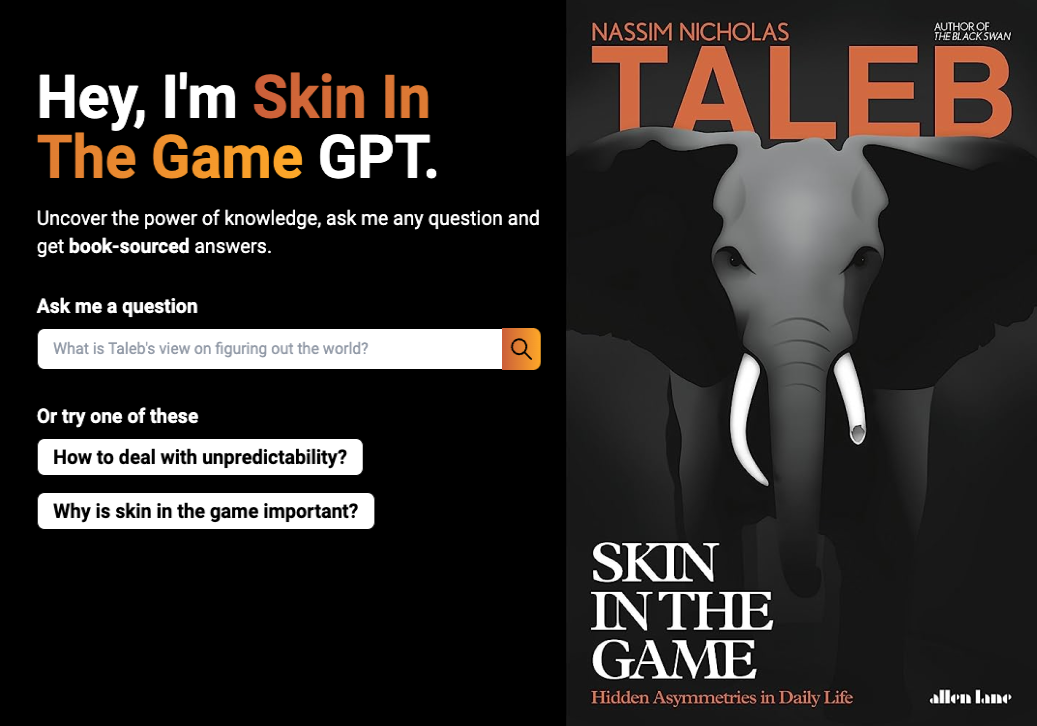 Hey, I'm Skin In
The Game GPT.
Uncover the power of knowledge, ask me any question and
get book-sourced answers.
Ask me a question
What is Taleb's view on figuring out the world?
Or try one of these
How to deal with unpredictability?
Why is skin in the game important?
NASSIM NICHOLAS
AUTHOR OF
THE BLACK SWAN
TALEB
SKIN
IN THE
GAME
Hidden Asymmetries in Daily Life
allen lane